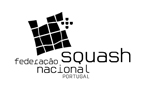 squash
federação
nacional
PORTUGAL